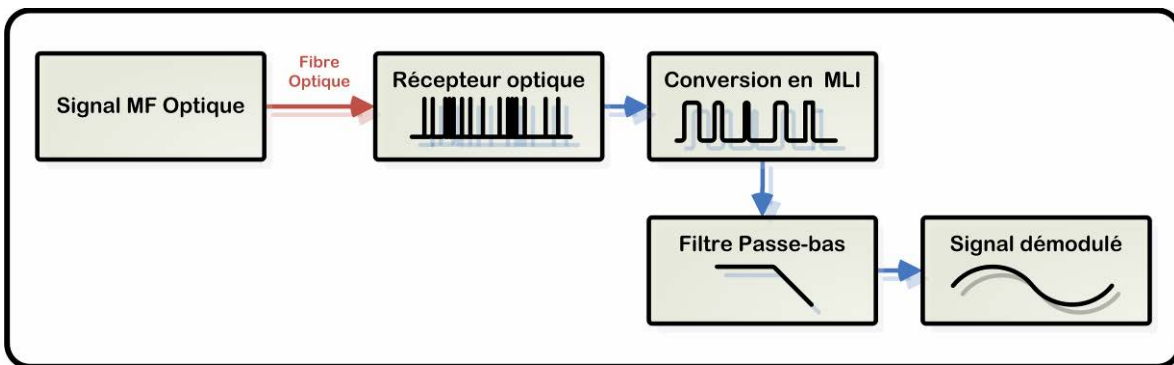 Signal MF Optique
Fibre
Optique
Récepteur optique
Conversion en MLI
Filtre Passe-bas
Signal démodulé